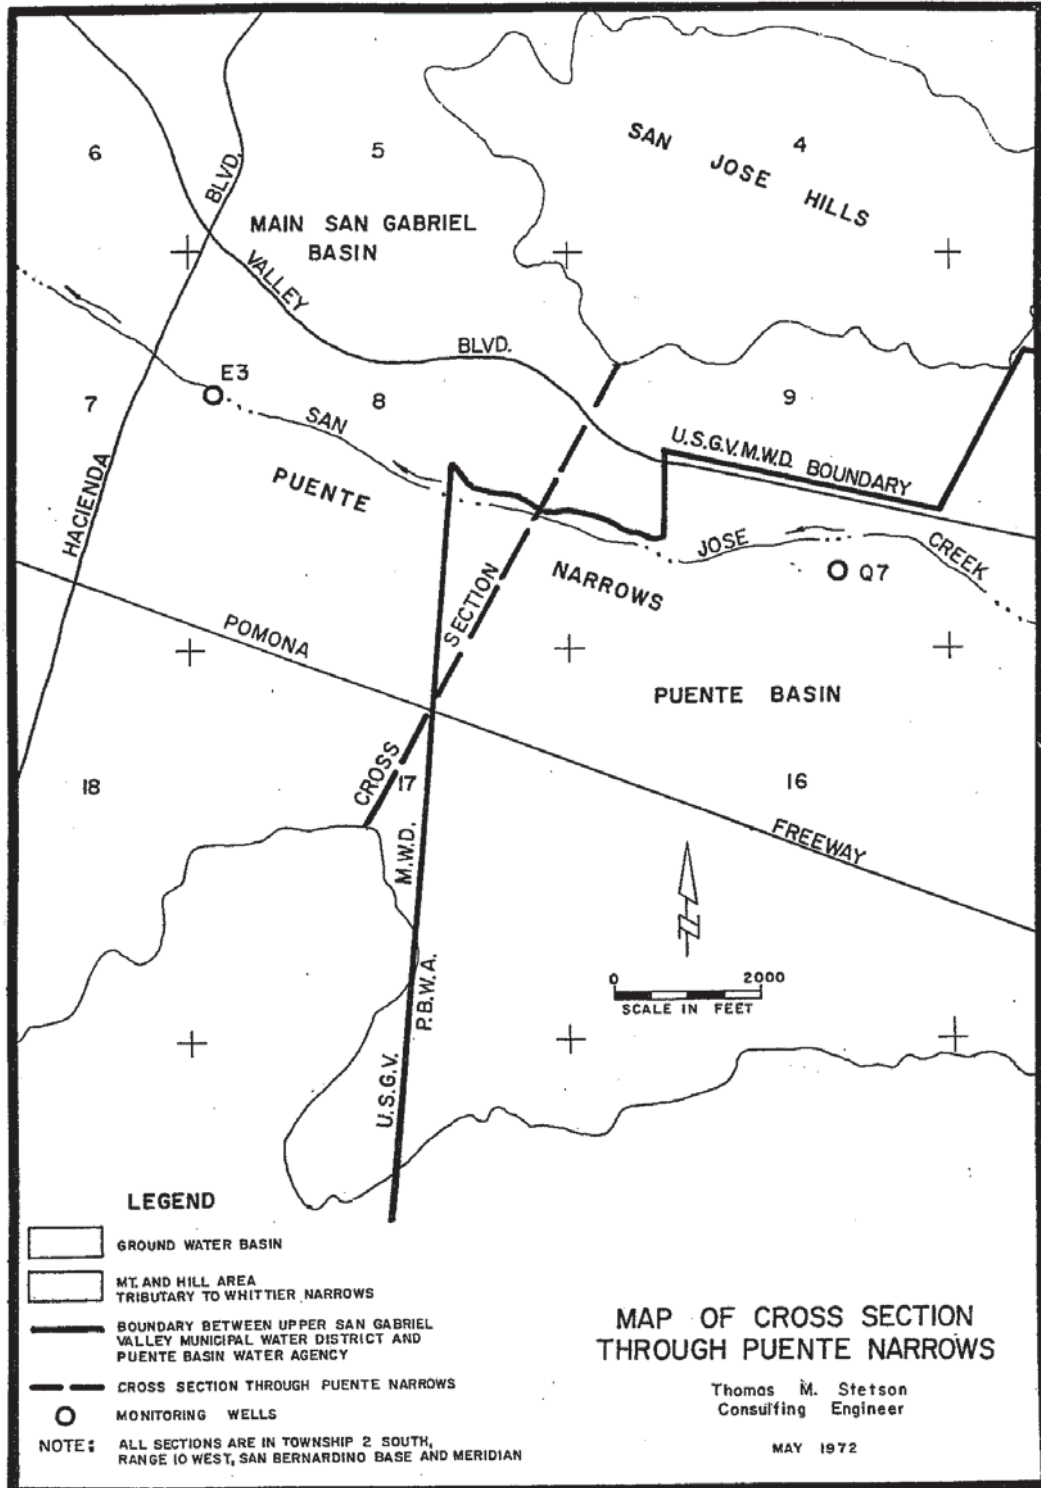 6
5
4
SAN JOSE HILLS
BLVD.
MAIN SAN GABRIEL
BASIN
VALLEY
BLVD.
E3
7
8
9
SAN
U.S.G.V.M.W.D. BOUNDARY
PUENTE
HACIENDA
JOSE
CREEK
Q7
NARROWS
SECTION
POMONA
PUENTE BASIN
CROSS
18
17
16
FREEWAY
M.W.D.
P.B.W.A.
U.S.G.V.
N
0 2000
SCALE IN FEET
LEGEND
GROUND WATER BASIN
MT. AND HILL AREA
TRIBUTARY TO WHITTIER NARROWS
BOUNDARY BETWEEN UPPER SAN GABRIEL
VALLEY MUNICIPAL WATER DISTRICT AND
PUENTE BASIN WATER AGENCY
CROSS SECTION THROUGH PUENTE NARROWS
MONITORING WELLS
NOTE: ALL SECTIONS ARE IN TOWNSHIP 2 SOUTH,
RANGE 10 WEST, SAN BERNARDINO BASE AND MERIDIAN
MAP OF CROSS SECTION
THROUGH PUENTE NARROWS
Thomas M. Stetson
Consulting Engineer
MAY 1972